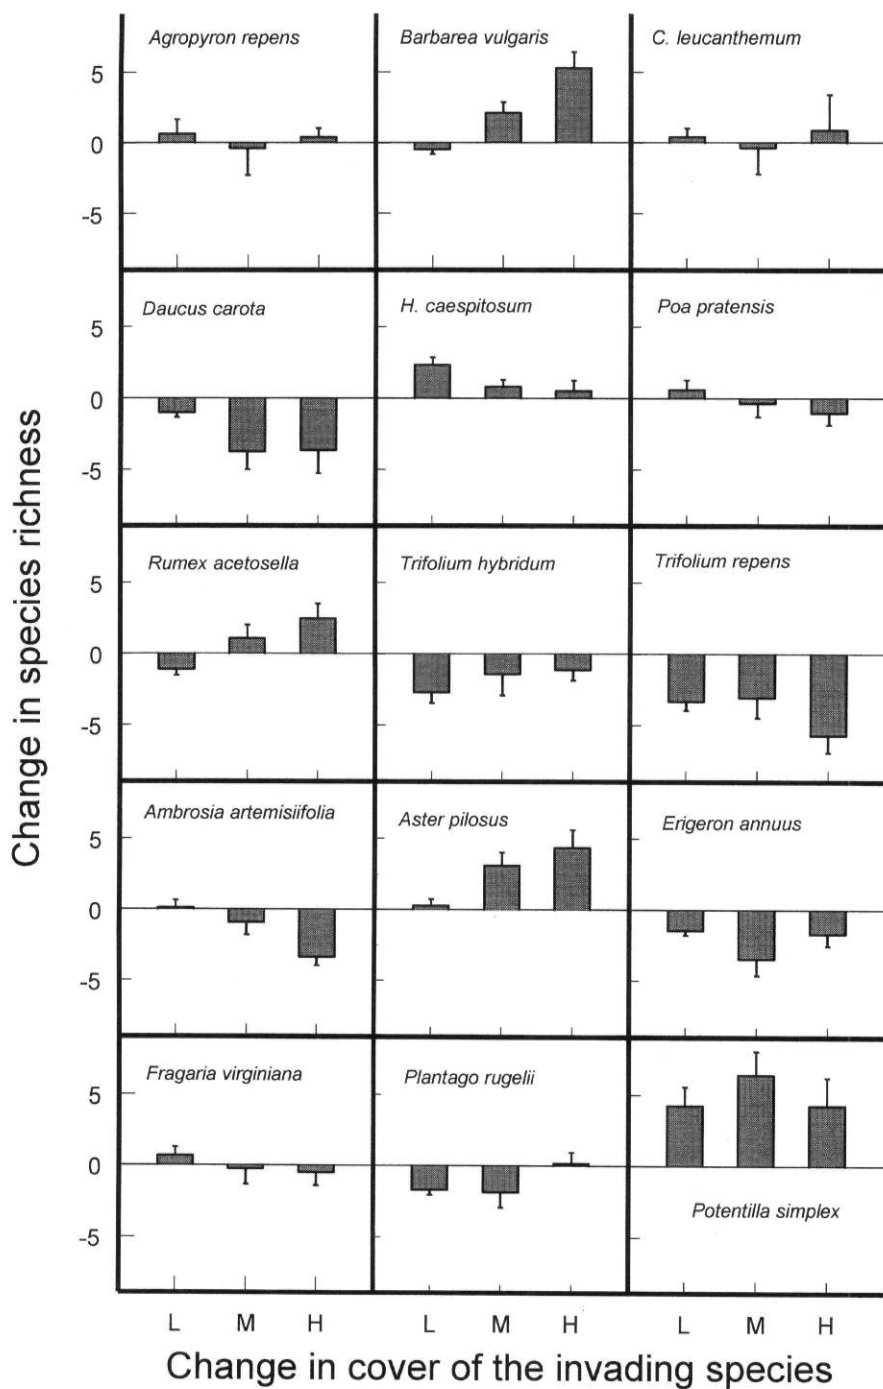 Change in species richness
Agropyron repens
Barbarea vulgaris
C. leucanthemum
5
0
-5
Daucus carota
H. caespitosum
Poa pratensis
5
0
-5
Rumex acetosella
Trifolium hybridum
Trifolium repens
5
0
-5
Ambrosia artemisiifolia
Aster pilosus
Erigeron annuus
5
0
-5
Fragaria virginiana
Plantago rugelii
Potentilla simplex
5
0
-5
L M H L M H L M H
Change in cover of the invading species